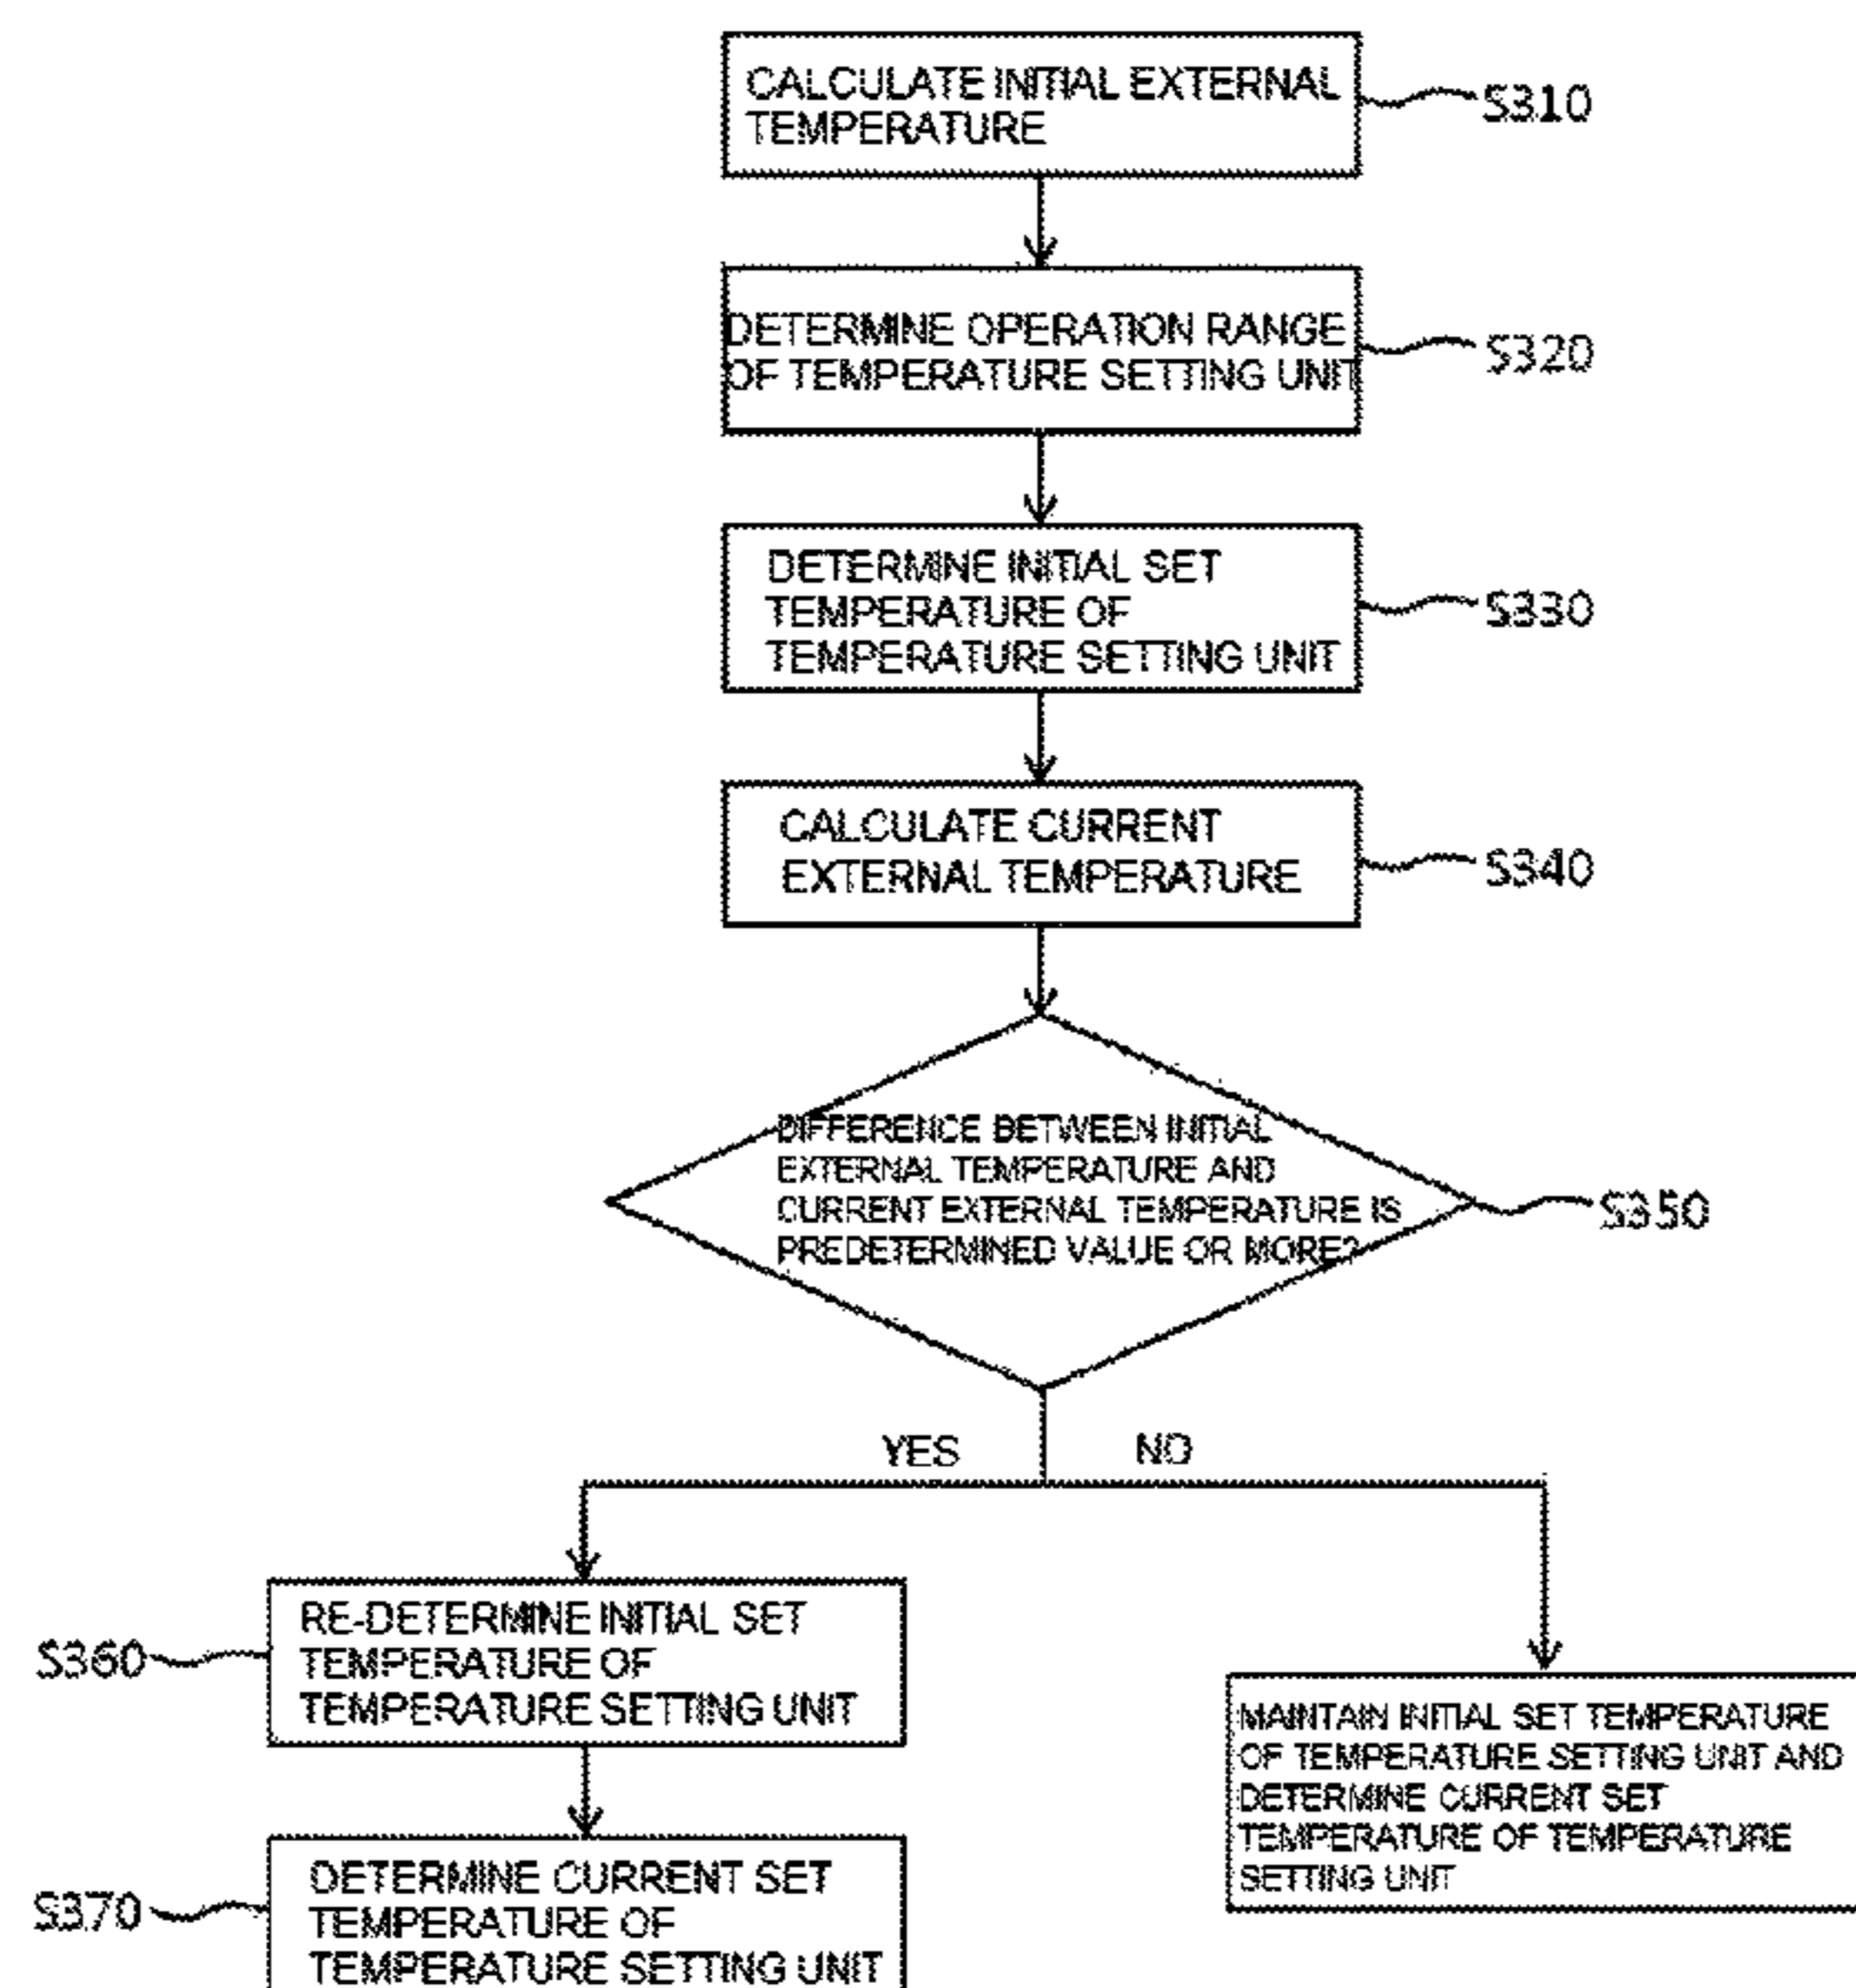 CALCULATE INITIAL EXTERNAL
TEMPERATURE
S310
DETERMINE OPERATION RANGE
OF TEMPERATURE SETTING UNIT
S320
DETERMINE INITIAL SET
TEMPERATURE OF
TEMPERATURE SETTING UNIT
S330
CALCULATE CURRENT
EXTERNAL TEMPERATURE
S340
DIFFERENCE BETWEEN INITIAL
EXTERNAL TEMPERATURE AND
CURRENT EXTERNAL TEMPERATURE IS
PREDETERMINED VALUE OR MORE?
S350
YES
NO
RE-DETERMINE INITIAL SET
TEMPERATURE OF
TEMPERATURE SETTING UNIT
S360
MAINTAIN INITIAL SET TEMPERATURE
OF TEMPERATURE SETTING UNIT AND
DETERMINE CURRENT SET
TEMPERATURE OF TEMPERATURE
SETTING UNIT
DETERMINE CURRENT SET
TEMPERATURE OF
TEMPERATURE SETTING UNIT
S370